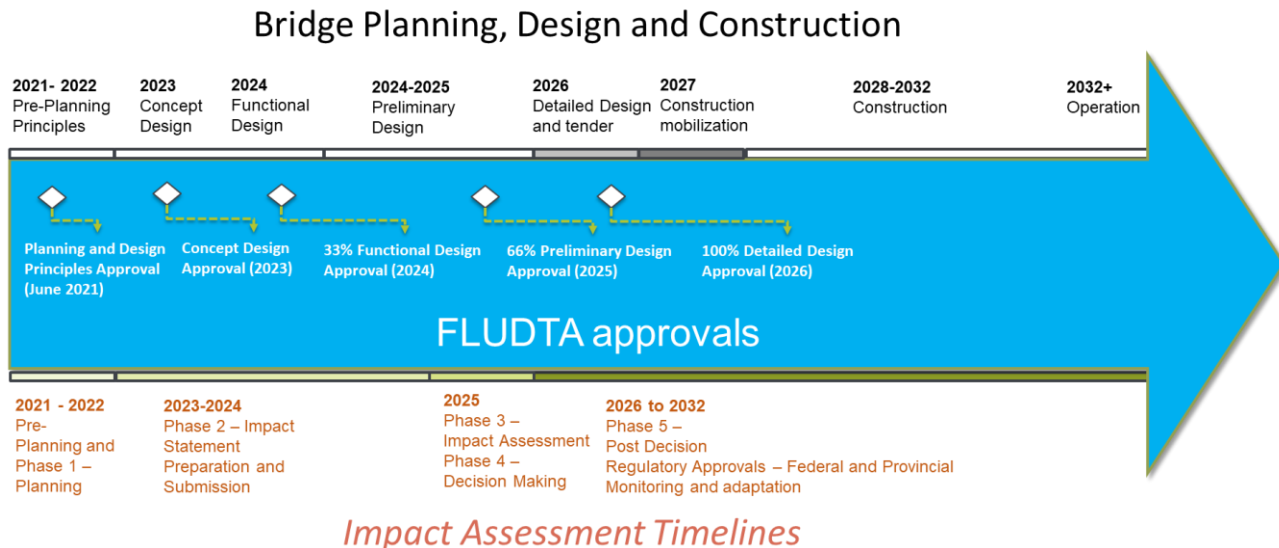 Bridge Planning, Design and Construction
2021- 2022
Pre-Planning
Principles
2023
Concept
Design
2024
Functional
Design
2024-2025
Preliminary
Design
2026
Detailed Design
and tender
2027
Construction
mobilization
2028-2032
Construction
2032+
Operation
Planning and Design
Principles Approval
(June 2021)
Concept Design
Approval (2023)
33% Functional Design
Approval (2024)
66% Preliminary Design
Approval (2025)
100% Detailed Design
Approval (2026)
FLUDTA approvals
2021 - 2022
Pre-
Planning and
Phase 1 –
Planning
2023-2024
Phase 2 – Impact
Statement
Preparation and
Submission
2025
Phase 3 –
Impact Assessment
Phase 4 –
Decision Making
2026 to 2032
Phase 5 –
Post Decision
Regulatory Approvals – Federal and Provincial
Monitoring and adaptation
Impact Assessment Timelines